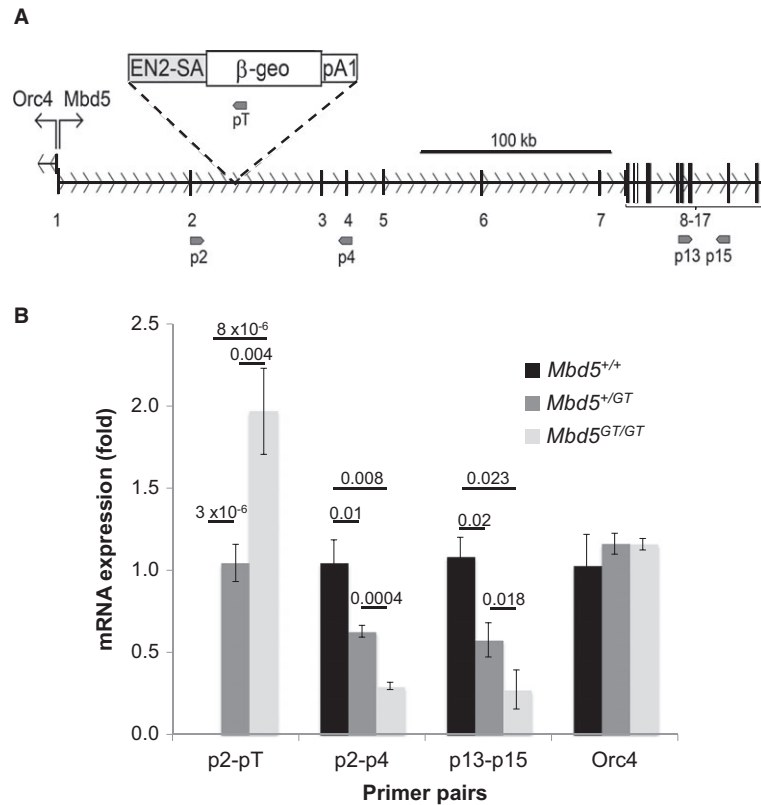 A
EN2-SA β-geo pA1
pT
Orc4 Mbd5
100 kb
1 2 3 4 5 6 7 8-17
p2 p4 p13 p15
B
mRNA expression (fold)
2.5
2.0
1.5
1.0
0.5
0.0
8 x10-6
0.004
3 x10-6
0.008
0.01
0.0004
0.023
0.02
0.018
Mbd5+/+
Mbd5+/GT
Mbd5GT/GT
p2-pT p2-p4 p13-p15 Orc4
Primer pairs